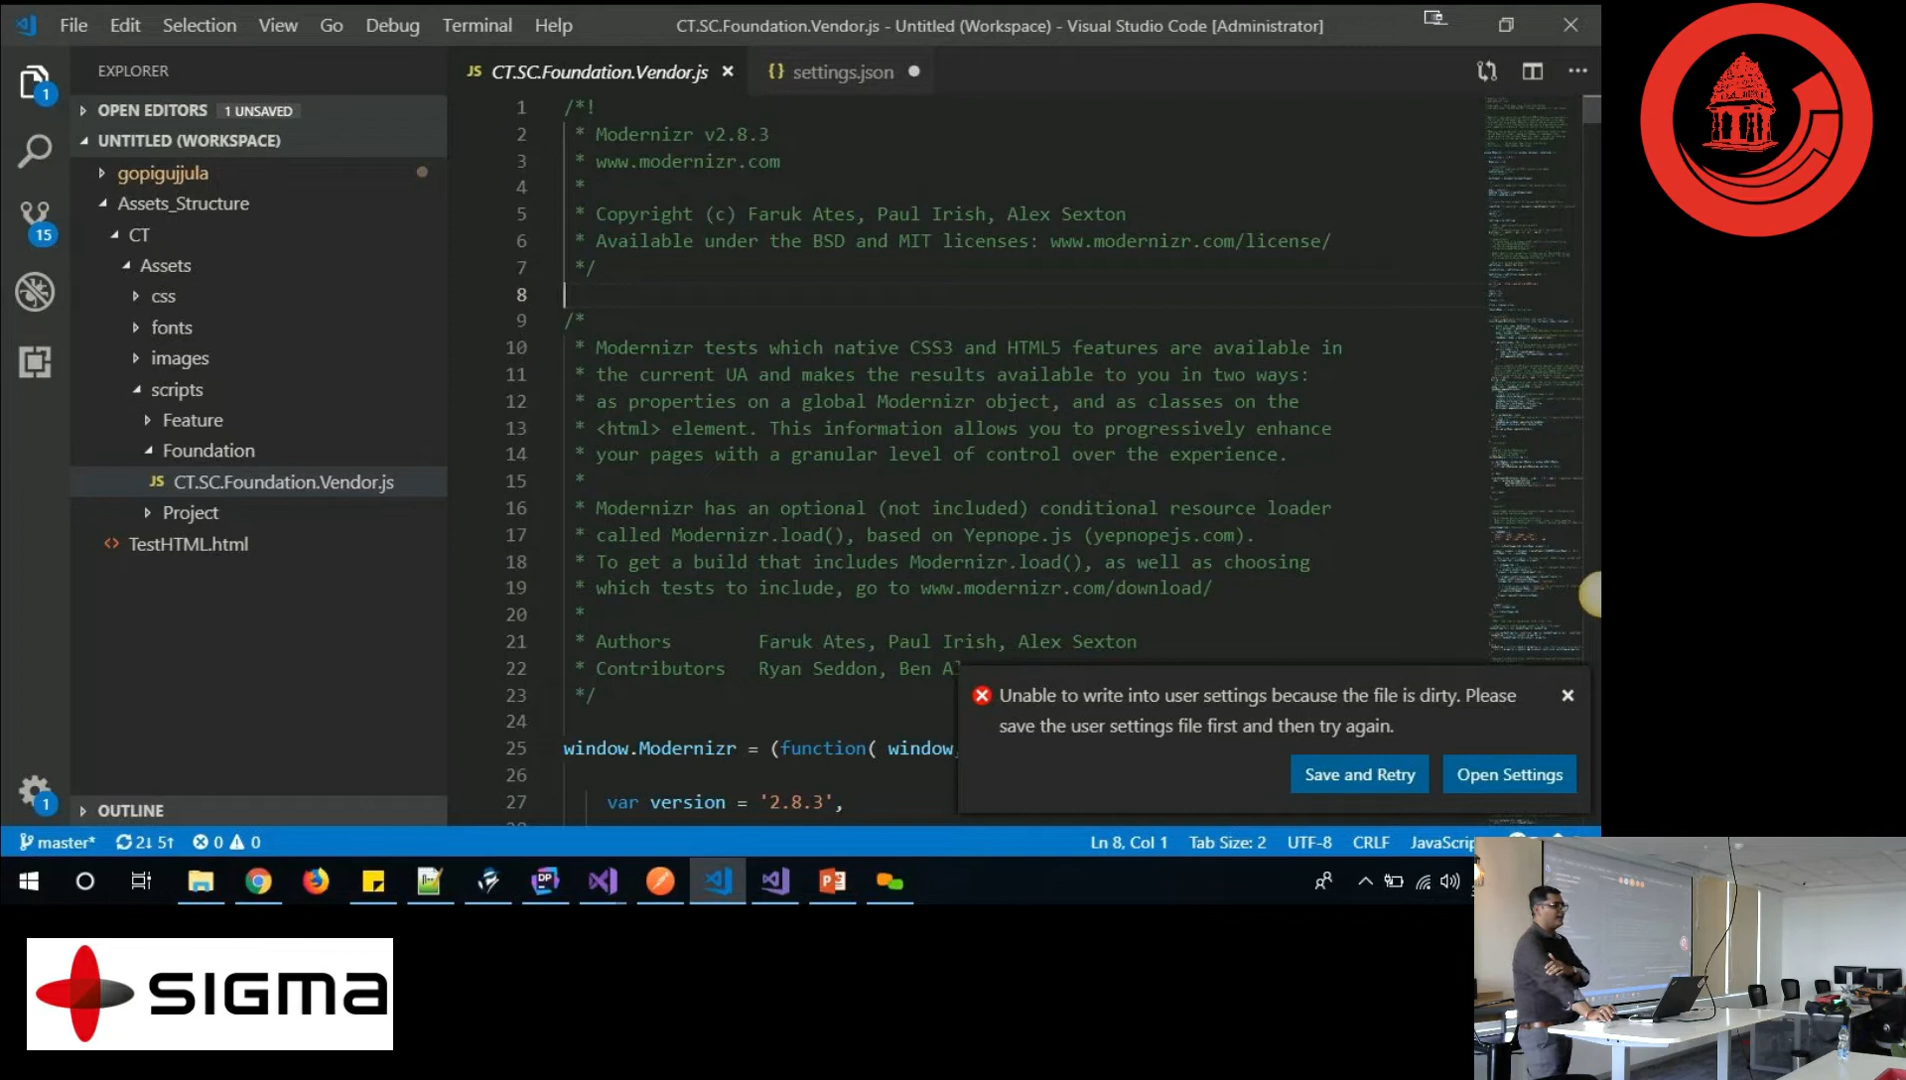 File Edit Selection View Go Debug Terminal Help
CT.SC.Foundation.Vendor.js - Untitled (Workspace) - Visual Studio Code [Administrator]
EXPLORER
OPEN EDITORS 1 UNSAVED
UNTITLED (WORKSPACE)
gopigujjula
Assets_Structure
CT
Assets
css
fonts
images
scripts
Feature
Foundation
JS CT.SC.Foundation.Vendor.js
Project
<> TestHTML.html
OUTLINE
1
15
1
JS CT.SC.Foundation.Vendor.js
{} settings.json
1 /*!
2 * Modernizr v2.8.3
3 * www.modernizr.com
4 *
5 * Copyright (c) Faruk Ates, Paul Irish, Alex Sexton
6 * Available under the BSD and MIT licenses: www.modernizr.com/license/
7 */
8
9 /*
10 * Modernizr tests which native CSS3 and HTML5 features are available in
11 * the current UA and makes the results available to you in two ways:
12 * as properties on a global Modernizr object, and as classes on the
13 * <html> element. This information allows you to progressively enhance
14 * your pages with a granular level of control over the experience.
15 *
16 * Modernizr has an optional (not included) conditional resource loader
17 * called Modernizr.load(), based on Yepnope.js (yepnopejs.com).
18 * To get a build that includes Modernizr.load(), as well as choosing
19 * which tests to include, go to www.modernizr.com/download/
20 *
21 * Authors Faruk Ates, Paul Irish, Alex Sexton
22 * Contributors Ryan Seddon, Ben
23 */
24
25 window.Modernizr = (function( window,
26
27 var version = '2.8.3',
Unable to write into user settings because the file is dirty. Please
save the user settings file first and then try again.
Save and Retry
Open Settings
master* 2↓ 5↑ 0 0
Ln 8, Col 1 Tab Size: 2 UTF-8 CRLF JavaScrip
DP
SIGMA